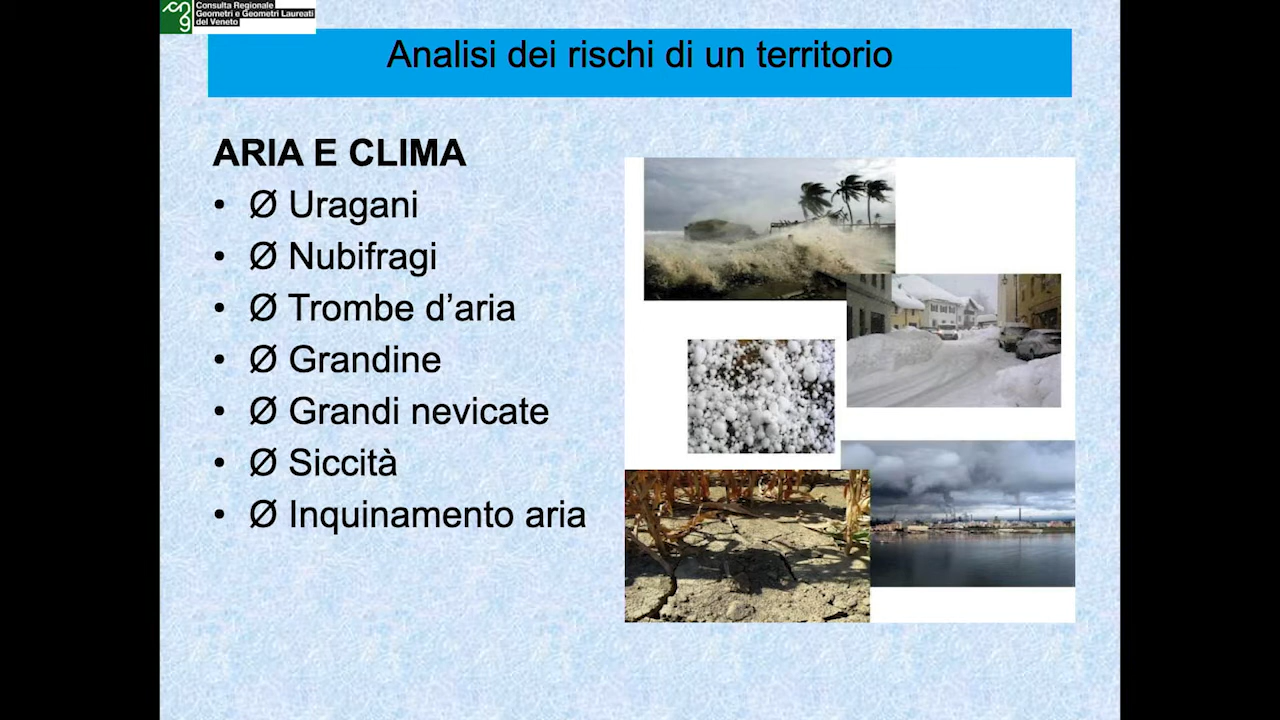 Consulta Regionale
Geometri e Geometri Laureati
del Veneto
Analisi dei rischi di un territorio
ARIA E CLIMA
• Ø Uragani
• Ø Nubifragi
• Ø Trombe d’aria
• Ø Grandine
• Ø Grandi nevicate
• Ø Siccità
• Ø Inquinamento aria